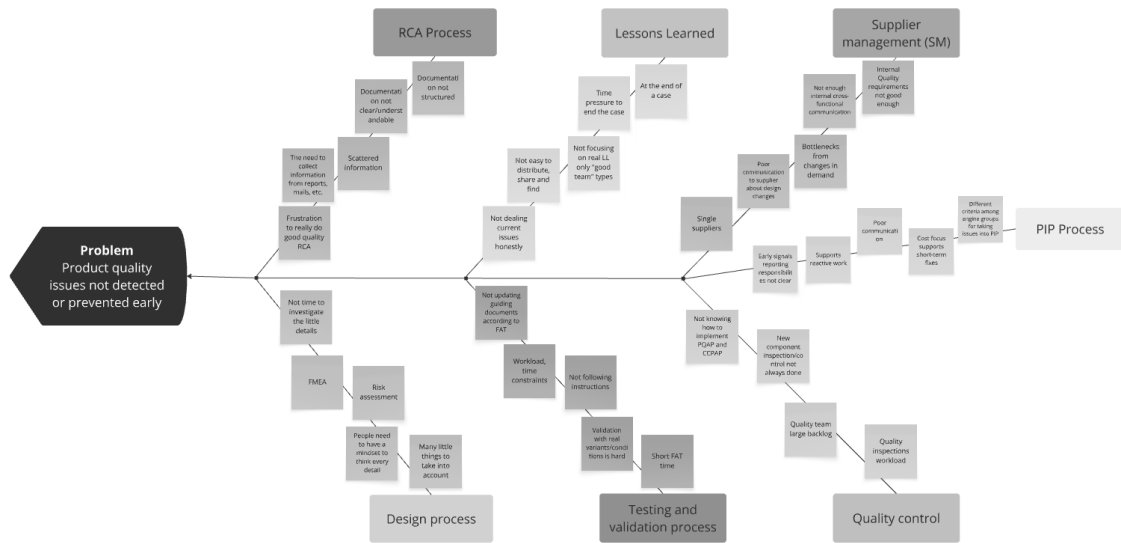 RCA Process
Lessons Learned
Supplier
management (SM)
Documentati
on not
structured
Documentati
on not
clear/underst
andable
Scattered
information
The need to
collect
information
from reports,
mails, etc.
Frustration
to really do
good quality
RCA
At the end of
a case
Time
pressure to
end the case
Not focusing
on real LL
only "good
team" types
Not easy to
distribute,
share and
find
Not dealing
current
issues
honestly
Internal
Quality
requirements
not good
enough
Not enough
internal cross-
functional
communication
Bottlenecks
from
changes in
demand
Poor
communication
to supplier
about design
changes
Single
suppliers
Different
criteria among
engine groups
for taking
issues into PIP
PIP Process
Poor
communicati
on
Cost focus
supports
short-term
fixes
Supports
reactive work
Early signals
reporting
responsibiliti
es not clear
Problem
Product quality
issues not detected
or prevented early
Not time to
investigate
the little
details
FMEA
Risk
assessment
People need
to have a
mindset to
think every
detail
Many little
things to
take into
account
Design process
Not updating
guiding
documents
according to
FAT
Workload,
time
constraints
Not following
instructions
Validation
with real
variants/condi
tions is hard
Short FAT
time
Testing and
validation process
Not knowing
how to
implement
PQAP and
CCPAP
New
component
inspection/co
ntrol not
always done
Quality team
large backlog
Quality
inspections
workload
Quality control